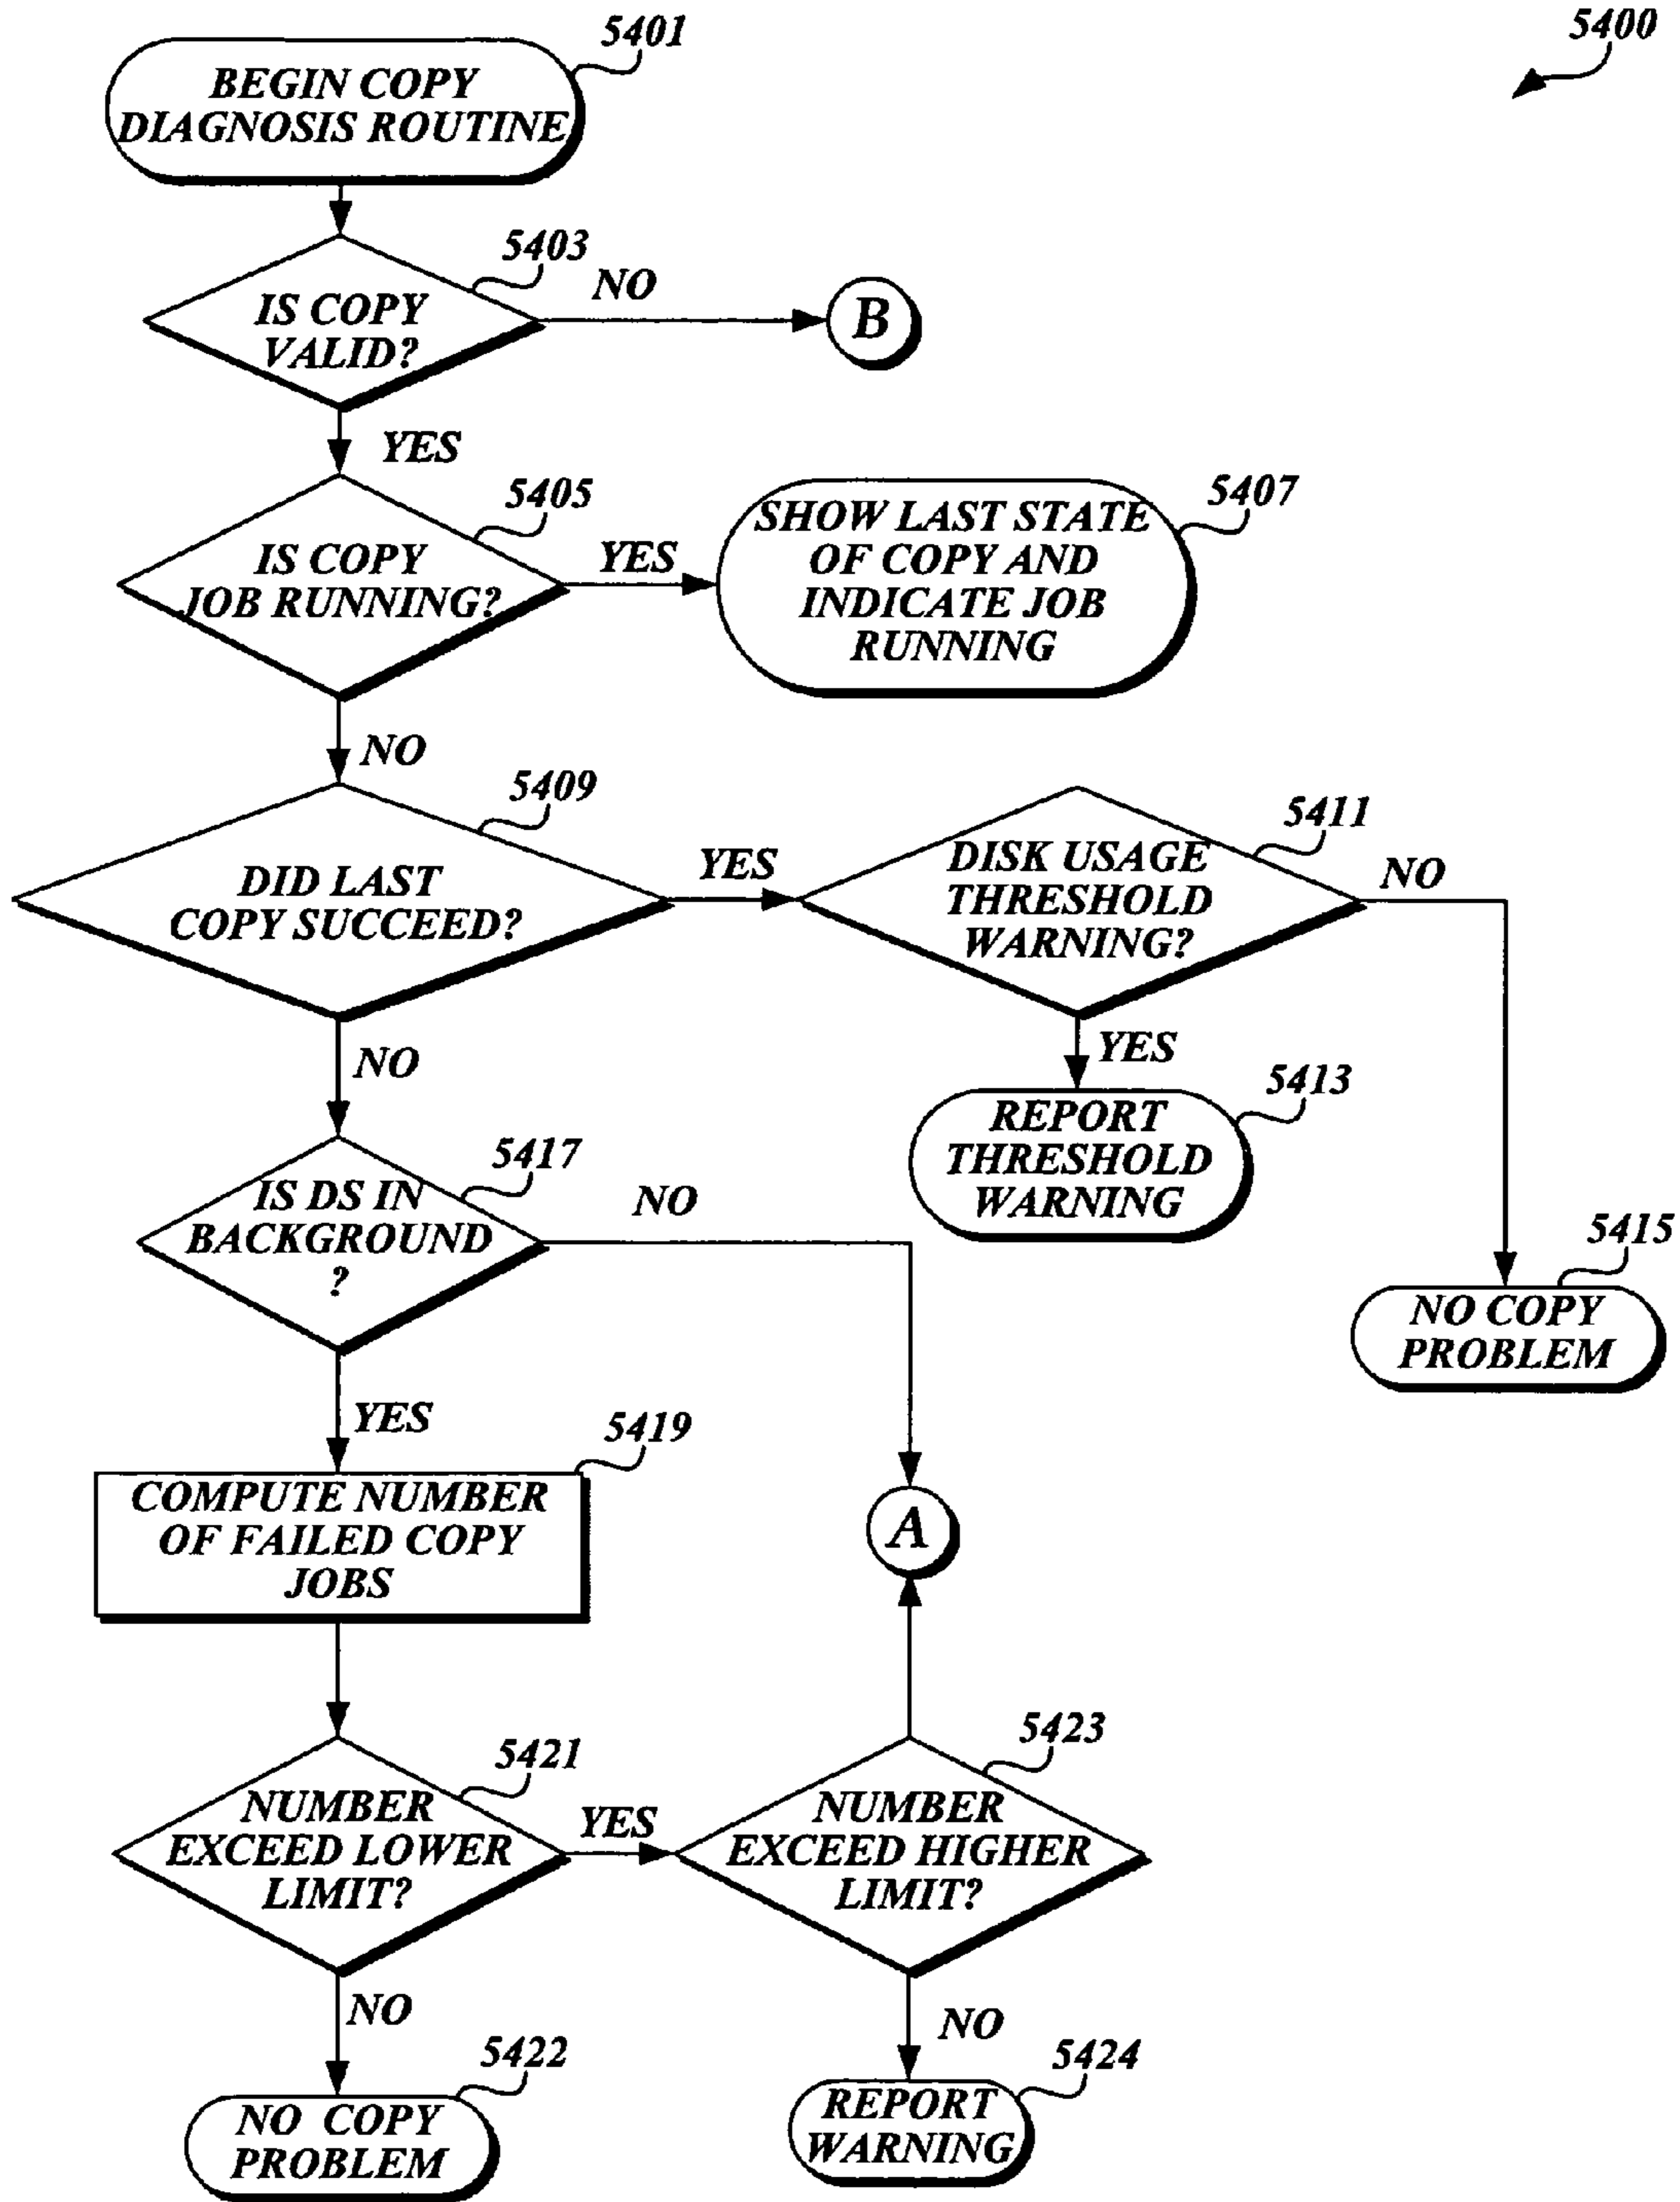 5400
5401
BEGIN COPY
DIAGNOSIS ROUTINE
5403
IS COPY
VALID?
NO
B
YES
5405
IS COPY
JOB RUNNING?
YES
5407
SHOW LAST STATE
OF COPY AND
INDICATE JOB
RUNNING
NO
5409
DID LAST
COPY SUCCEED?
YES
5411
DISK USAGE
THRESHOLD
WARNING?
NO
YES
5413
REPORT
THRESHOLD
WARNING
5415
NO COPY
PROBLEM
NO
5417
IS DS IN
BACKGROUND
?
NO
A
YES
5419
COMPUTE NUMBER
OF FAILED COPY
JOBS
5421
NUMBER
EXCEED LOWER
LIMIT?
YES
5423
NUMBER
EXCEED HIGHER
LIMIT?
NO
5422
NO COPY
PROBLEM
NO
5424
REPORT
WARNING